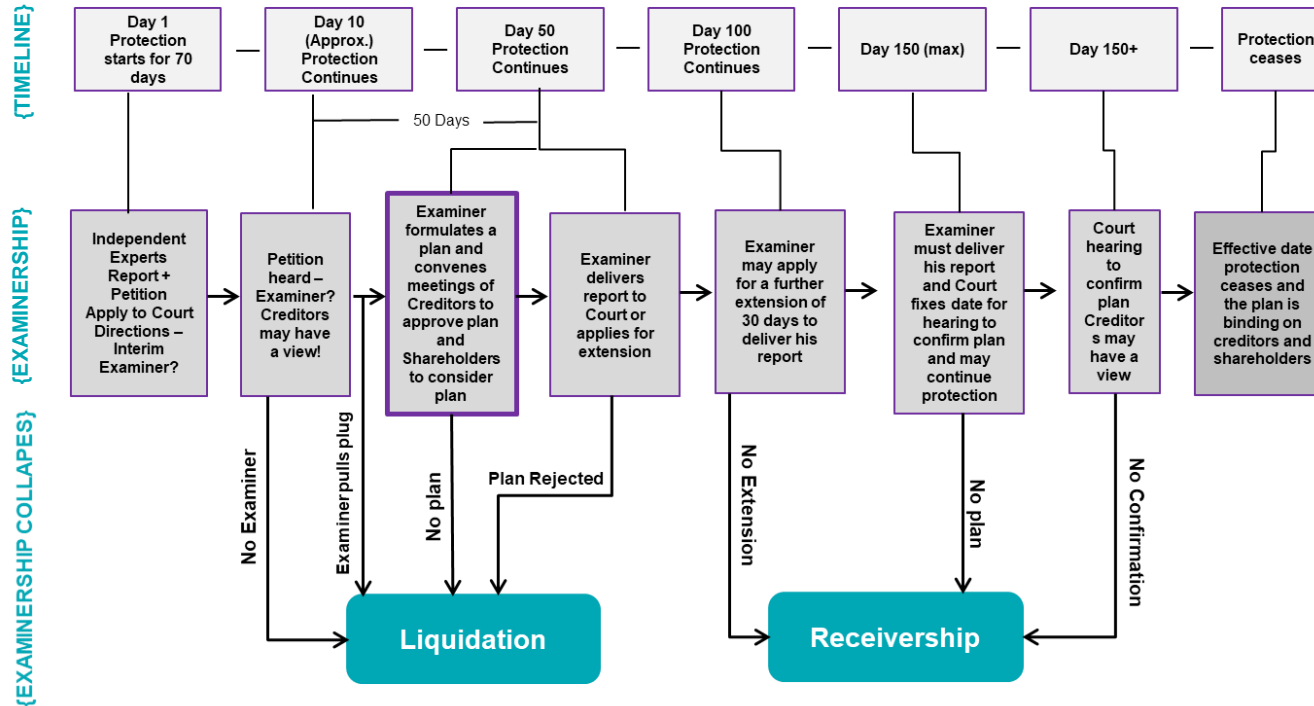 {TIMELINE}
Day 1
Protection
starts for 70
days
Day 10
(Approx.)
Protection
Continues
Day 50
Protection
Continues
Day 100
Protection
Continues
Day 150 (max)
Day 150+
Protection
ceases
50 Days
{EXAMINERSHIP}
Independent
Experts
Report +
Petition
Apply to Court
Directions –
Interim
Examiner?
Petition
heard –
Examiner?
Creditors
may have
a view!
Examiner
formulates a
plan and
convenes
meetings of
Creditors to
approve plan
and
Shareholders
to consider
plan
Examiner
delivers
report to
Court or
applies for
extension
Examiner
may apply
for a further
extension of
30 days to
deliver his
report
Examiner
must deliver
his report
and Court
fixes date for
hearing to
confirm plan
and may
continue
protection
Court
hearing
to
confirm
plan
Creditor
s may
have a
view
Effective date
protection
ceases and
the plan is
binding on
creditors and
shareholders
{EXAMINERSHIP COLLAPES}
No Examiner
Examiner pulls plug
No plan
Plan Rejected
No Extension
No plan
No Confirmation
Liquidation
Receivership